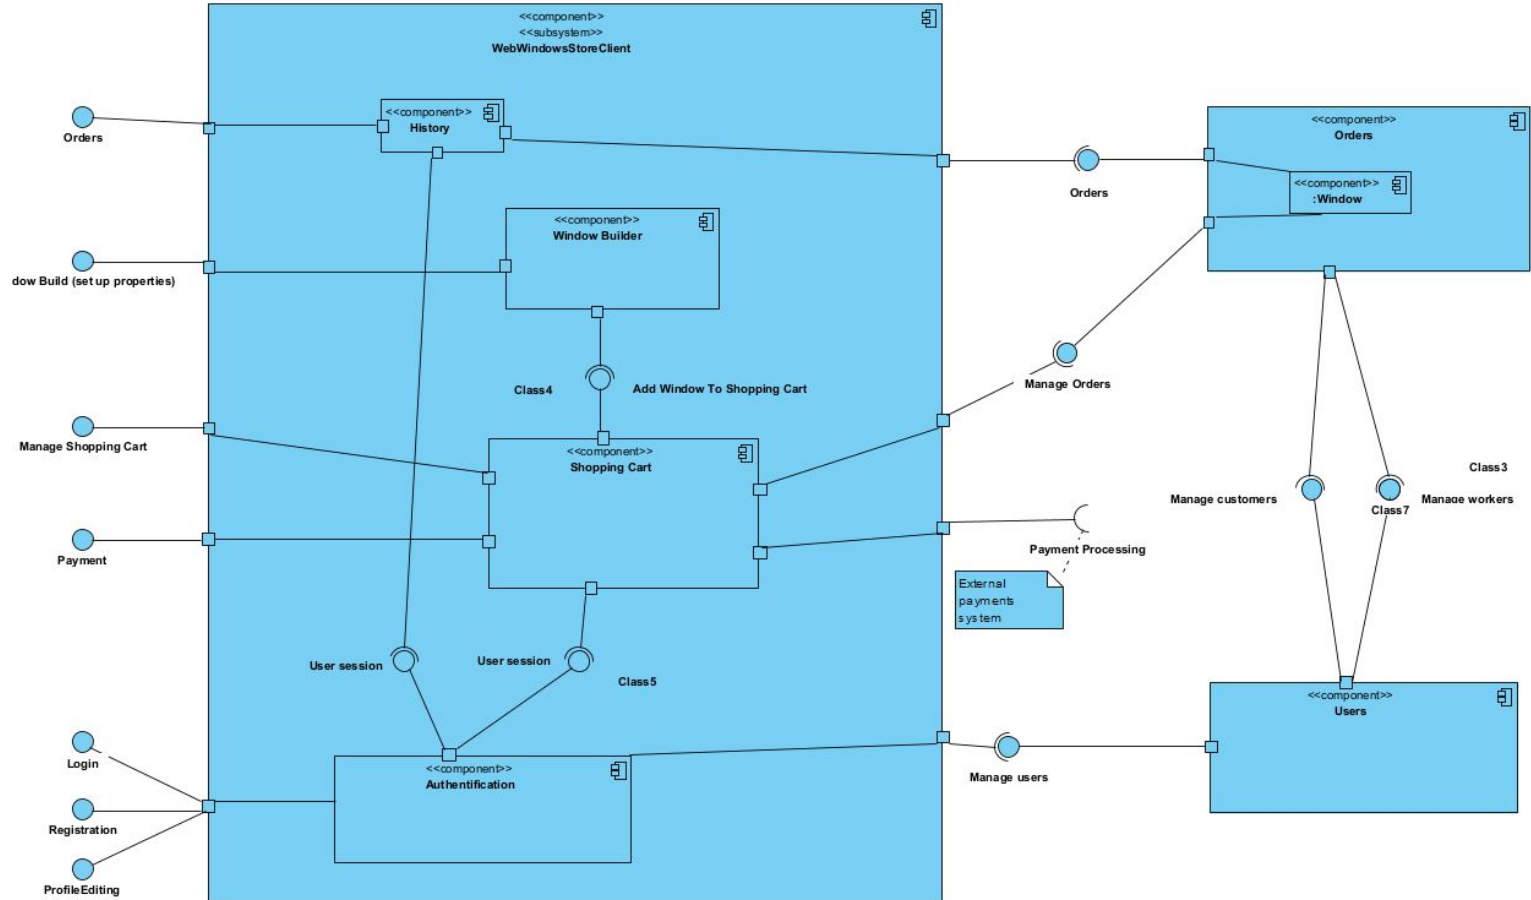 <<component>>
<<subsystem>>
WebWindowsStoreClient
<<component>>
History
Orders
<<component>>
Orders
<<component>>
:Window
Orders
<<component>>
Window Builder
dow Build (set up properties)
Class4
Add Window To Shopping Cart
Manage Orders
Manage Shopping Cart
<<component>>
Shopping Cart
Class3
Manage customers
Manage workers
Class7
Payment
Payment Processing
External
payments
system
User session
User session
Class5
<<component>>
Users
Login
<<component>>
Authentification
Manage users
Registration
ProfileEditing